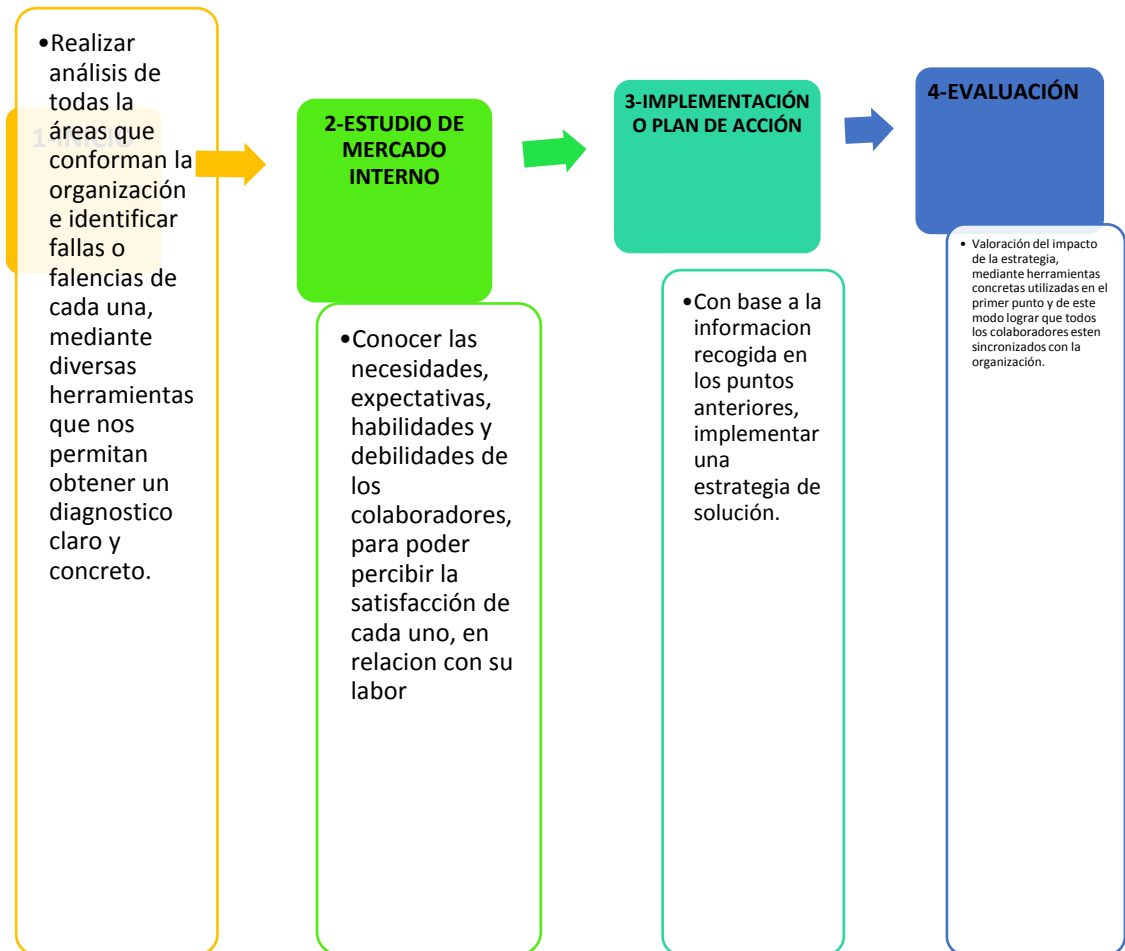 1-INICIO
•Realizar
análisis de
todas la
áreas que
conforman la
organización
e identificar
fallas o
falencias de
cada una,
mediante
diversas
herramientas
que nos
permitan
obtener un
diagnostico
claro y
concreto.
2-ESTUDIO DE
MERCADO
INTERNO
•Conocer las
necesidades,
expectativas,
habilidades y
debilidades de
los
colaboradores,
para poder
percibir la
satisfacción de
cada uno, en
relacion con su
labor
3-IMPLEMENTACIÓN
O PLAN DE ACCIÓN
•Con base a la
informacion
recogida en
los puntos
anteriores,
implementar
una
estrategia de
solución.
4-EVALUACIÓN
• Valoración del impacto
de la estrategia,
mediante herramientas
concretas utilizadas en el
primer punto y de este
modo lograr que todos
los colaboradores esten
sincronizados con la
organización.